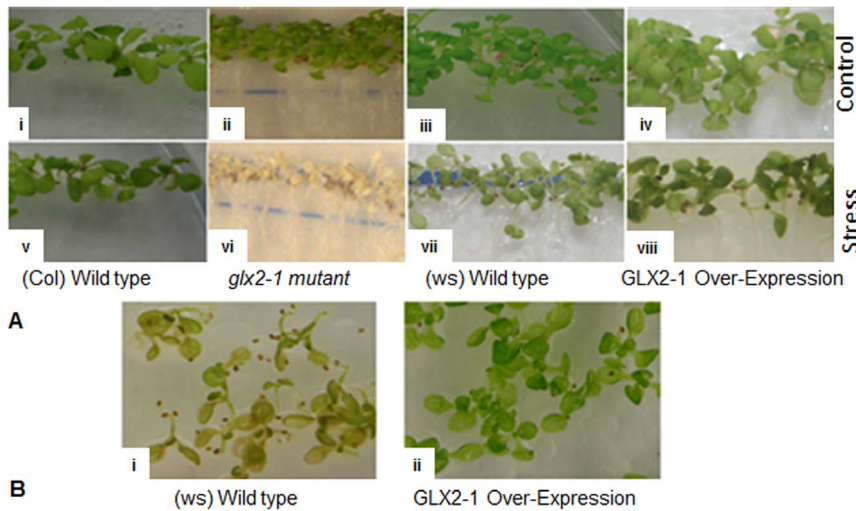 i
ii
iii
iv
Control
v
vi
vii
viii
Stress
(Col) Wild type
glx2-1 mutant
(ws) Wild type
GLX2-1 Over-Expression
A
i
ii
B
(ws) Wild type
GLX2-1 Over-Expression